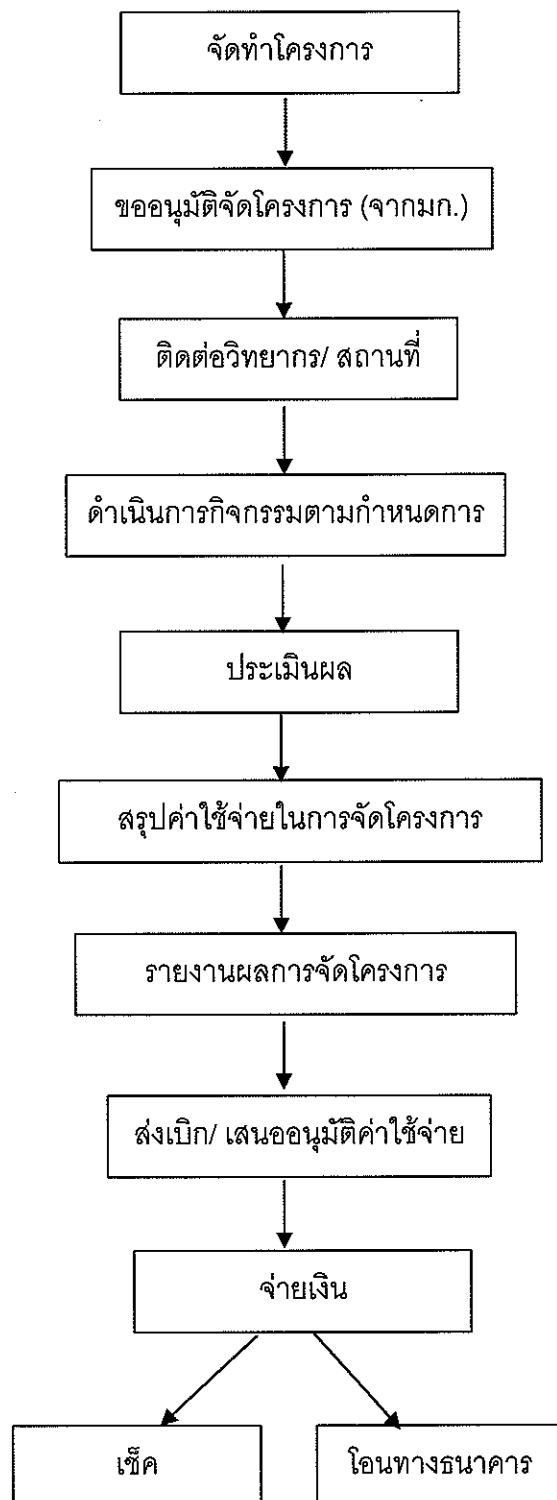 จัดทำโครงการ
ขออนุมัติจัดโครงการ (จากมก.)
ติดต่อวิทยากร/ สถานที่
ดำเนินการกิจกรรมตามกำหนดการ
ประเมินผล
สรุปค่าใช้จ่ายในการจัดโครงการ
รายงานผลการจัดโครงการ
ส่งเบิก/ เสนออนุมัติค่าใช้จ่าย
จ่ายเงิน
เช็ค
โอนทางธนาคาร